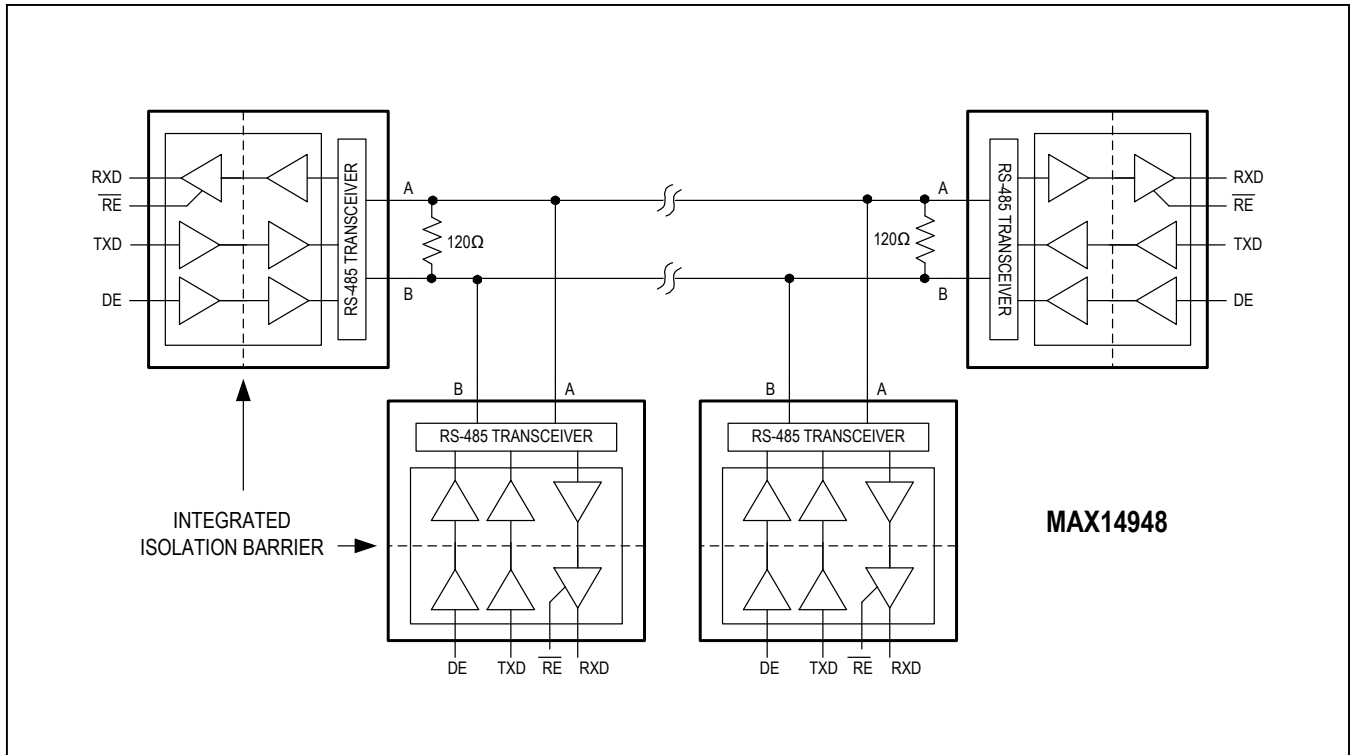 RXD
RE
TXD
DE
RS-485 TRANSCEIVER
A
120Ω
B
A
120Ω
B
RS-485 TRANSCEIVER
RXD
RE
TXD
DE
INTEGRATED
ISOLATION BARRIER
B
A
RS-485 TRANSCEIVER
DE
TXD
RE
RXD
B
A
RS-485 TRANSCEIVER
DE
TXD
RE
RXD
MAX14948